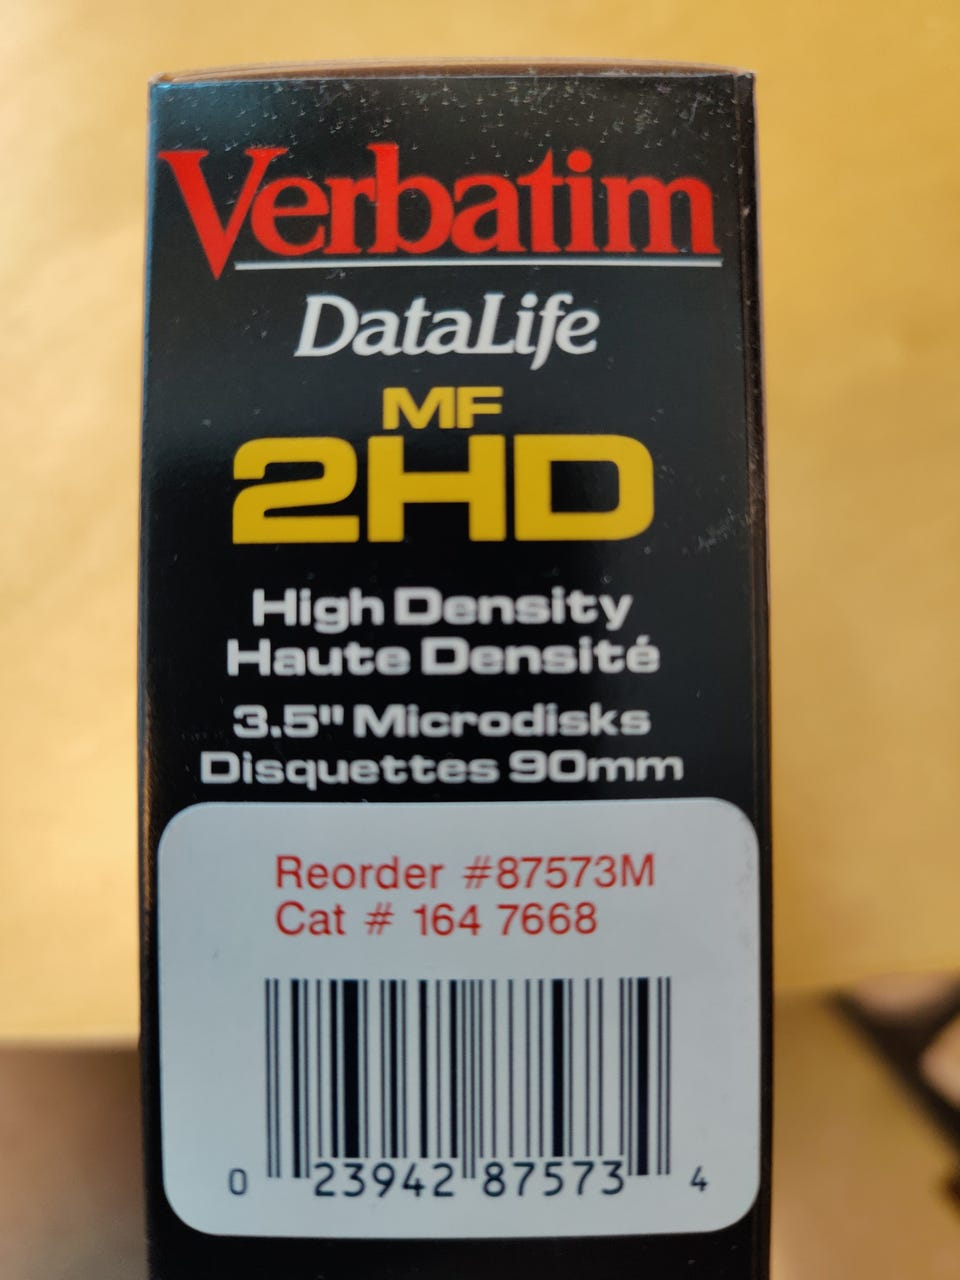 Verbatim
DataLife
MF
2HD
High Density
Haute Densité
3.5" Microdisks
Disquettes 90mm
Reorder #87573M
Cat # 164 7668
0 23942 87573 4